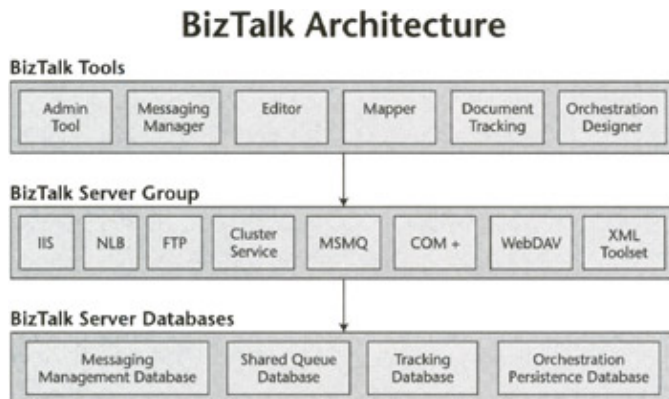 BizTalk Architecture
BizTalk Tools
Admin
Tool
Messaging
Manager
Editor
Mapper
Document
Tracking
Orchestration
Designer
BizTalk Server Group
IIS
NLB
FTP
Cluster
Service
MSMQ
COM +
WebDAV
XML
Toolset
BizTalk Server Databases
Messaging
Management Database
Shared Queue
Database
Tracking
Database
Orchestration
Persistence Database